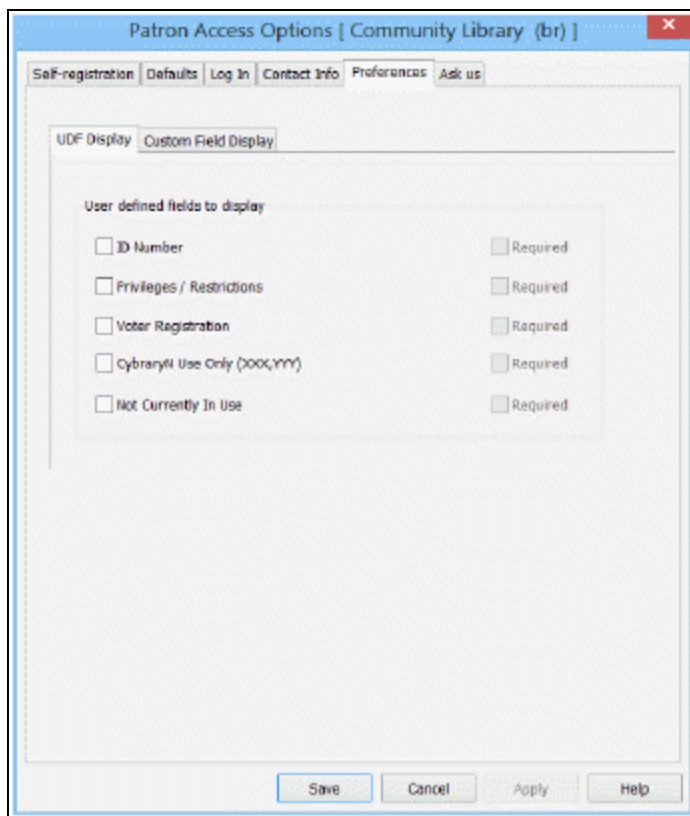 Patron Access Options [ Community Library (br) ]
Self-registration Defaults Log In Contact Info Preferences Ask us
UDF Display Custom Field Display
User defined fields to display
ID Number Required
Privileges / Restrictions Required
Voter Registration Required
CybraryN Use Only (XXX,YYY) Required
Not Currently In Use Required
Save Cancel Apply Help